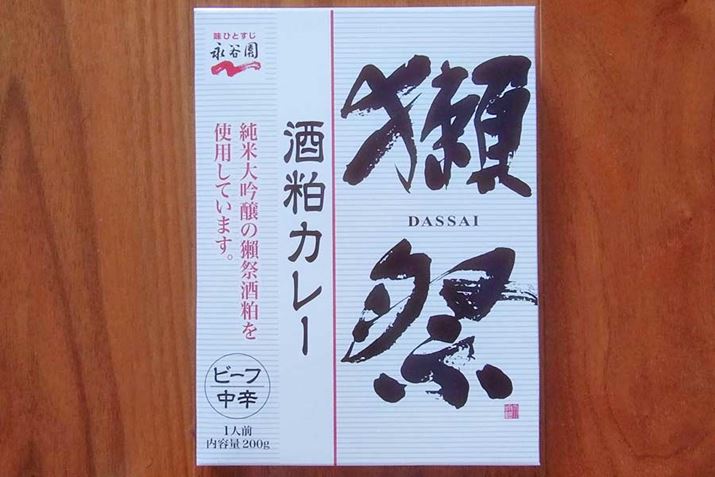 味ひとすじ
永谷園
獺祭
DASSAI
酒粕カレー
純米大吟醸の獺祭酒粕を
使用しています。
ビーフ
中辛
1人前
内容量200g